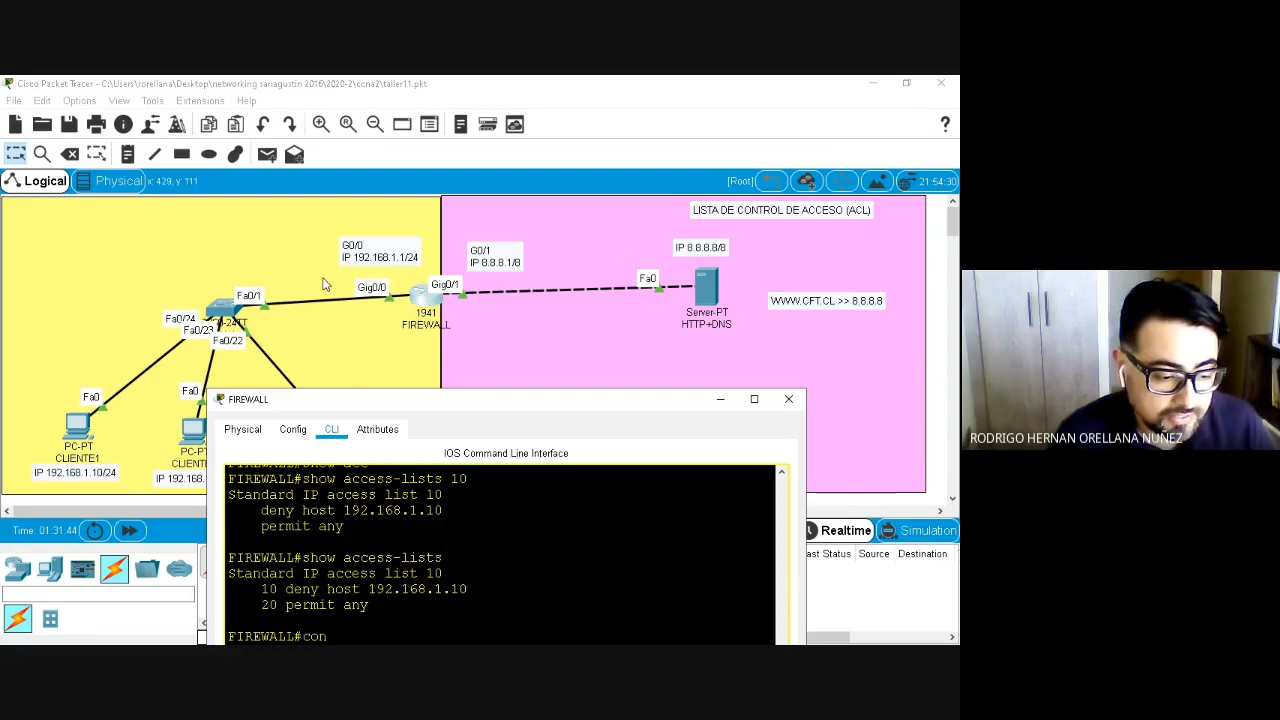 Cisco Packet Tracer - C:\Users\rorellana\Desktop\networking sanagustin 2016\2020-2\ccna2\taller11.pkt
File Edit Options View Tools Extensions Help
Logical Physical x: 429, y: 111 [Root] 21:54:30
LISTA DE CONTROL DE ACCESO (ACL)
G0/0
IP 192.168.1.1/24
G0/1
IP 8.8.8.1/8
IP 8.8.8.8/8
Fa0/1
Gig0/0
Gig0/1
Fa0
WWW.CFT.CL >> 8.8.8.8
1941
FIREWALL
Server-PT
HTTP+DNS
Fa0/24
Fa0/23
Fa0/22
Fa0
Fa0
PC-PT
CLIENTE1
IP 192.168.1.10/24
PC-PT
IP 192.168.1
FIREWALL
Physical Config CLI Attributes
IOS Command Line Interface
FIREWALL#show acc
FIREWALL#show access-lists 10
Standard IP access list 10
deny host 192.168.1.10
permit any
FIREWALL#show access-lists
Standard IP access list 10
10 deny host 192.168.1.10
20 permit any
FIREWALL#con
Time: 01:31:44
Realtime Simulation
ast Status Source Destination
RODRIGO HERNAN ORELLANA NUÑEZ